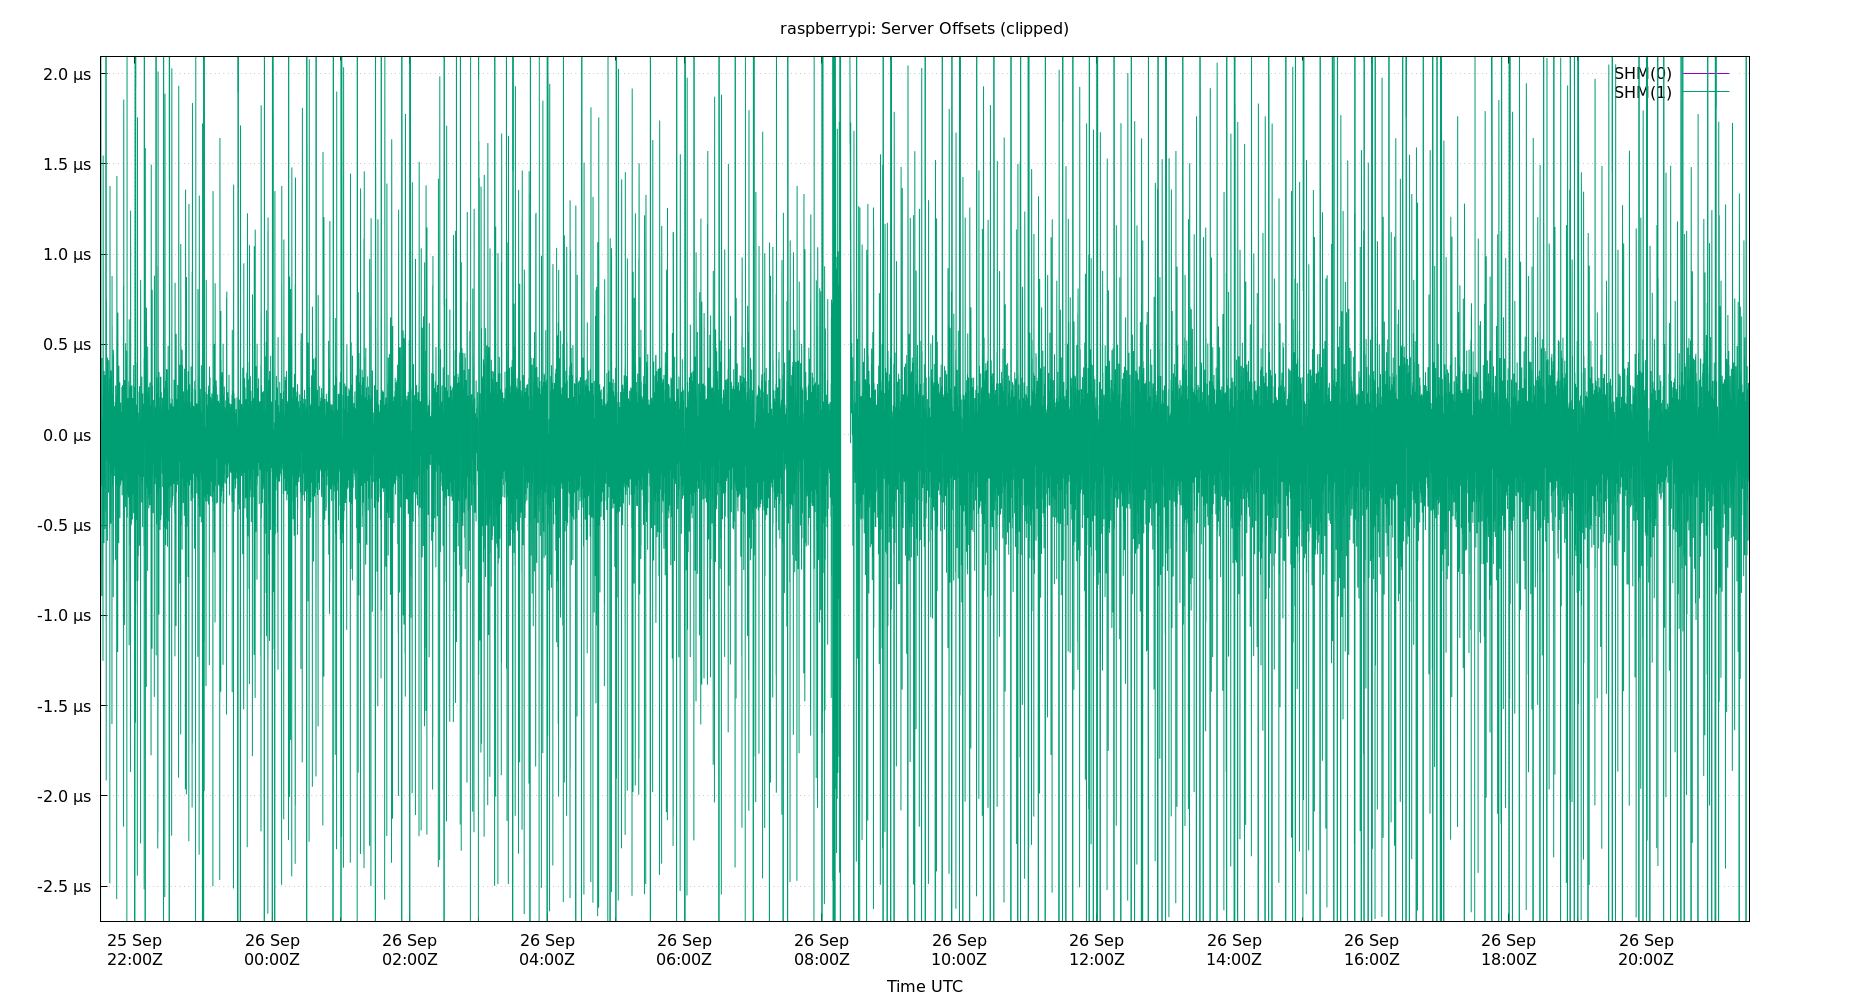 raspberrypi: Server Offsets (clipped)
2.0 µs
1.5 µs
1.0 µs
0.5 µs
0.0 µs
-0.5 µs
-1.0 µs
-1.5 µs
-2.0 µs
-2.5 µs
SHM(0)
SHM(1)
25 Sep 26 Sep 26 Sep 26 Sep 26 Sep 26 Sep 26 Sep 26 Sep 26 Sep 26 Sep 26 Sep 26 Sep
22:00Z 00:00Z 02:00Z 04:00Z 06:00Z 08:00Z 10:00Z 12:00Z 14:00Z 16:00Z 18:00Z 20:00Z
Time UTC